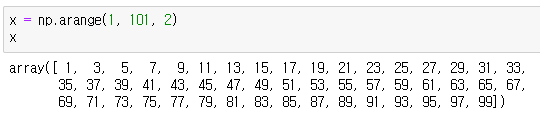 x = np.arange(1, 101, 2)
x
array([ 1,  3,  5,  7,  9, 11, 13, 15, 17, 19, 21, 23, 25, 27, 29, 31, 33,
       35, 37, 39, 41, 43, 45, 47, 49, 51, 53, 55, 57, 59, 61, 63, 65, 67,
       69, 71, 73, 75, 77, 79, 81, 83, 85, 87, 89, 91, 93, 95, 97, 99])